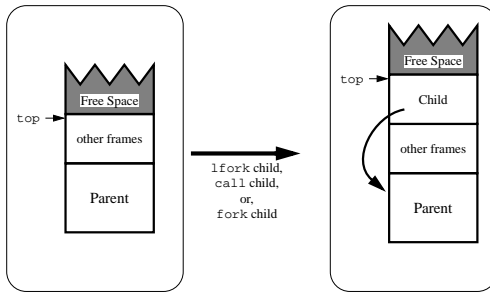 Free Space
top
other frames
Parent
lfork child,
call child,
or,
fork child
Free Space
top
Child
other frames
Parent